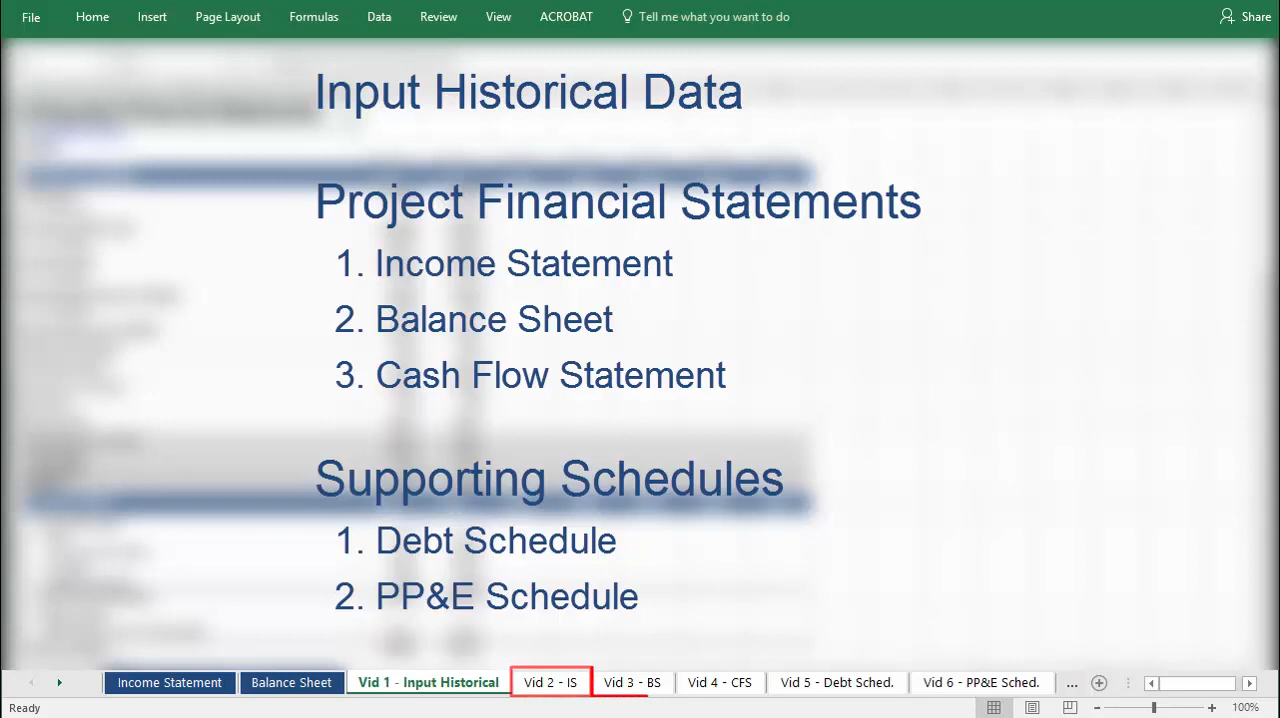 File Home Insert Page Layout Formulas Data Review View ACROBAT Tell me what you want to do Share
Input Historical Data
Project Financial Statements
1. Income Statement
2. Balance Sheet
3. Cash Flow Statement
Supporting Schedules
1. Debt Schedule
2. PP&E Schedule
Income Statement Balance Sheet Vid 1 - Input Historical Vid 2 - IS Vid 3 - BS Vid 4 - CFS Vid 5 - Debt Sched. Vid 6 - PP&E Sched. ...
Ready 100%